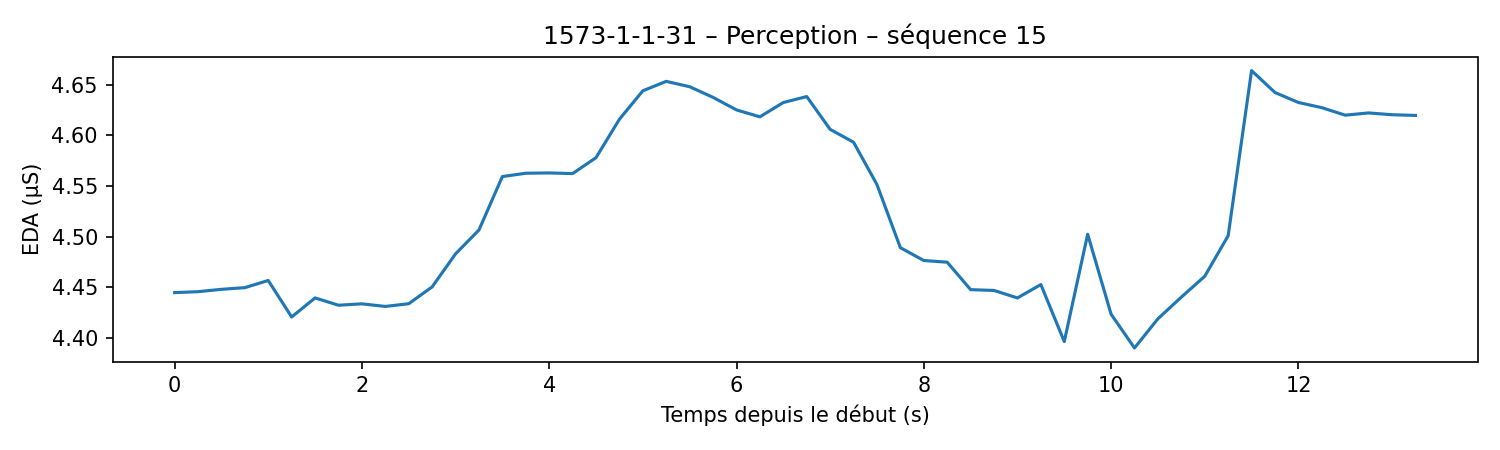 1573-1-1-31 – Perception – séquence 15
EDA (µS)
4.65
4.60
4.55
4.50
4.45
4.40
0 2 4 6 8 10 12
Temps depuis le début (s)